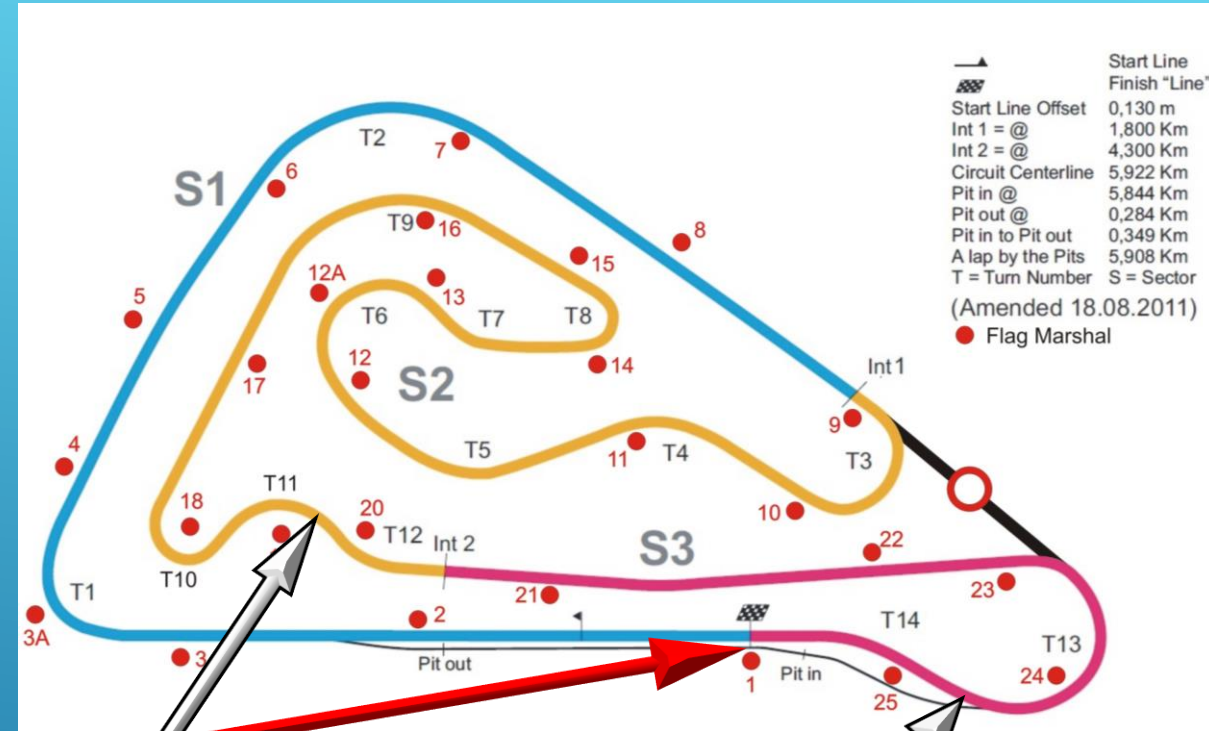 Start Line
Finish "Line"
Start Line Offset 0,130 m
Int 1 = @ 1,800 Km
Int 2 = @ 4,300 Km
Circuit Centerline 5,922 Km
Pit in @ 5,844 Km
Pit out @ 0,284 Km
Pit in to Pit out 0,349 Km
A lap by the Pits 5,908 Km
T = Turn Number S = Sector
(Amended 18.08.2011)
Flag Marshal
T2
7
6
S1
T9
16
8
15
12A
13
5
T6
T7
T8
12
14
17
S2
Int 1
9
4
T5
11
T4
T3
T11
18
20
10
T12
Int 2
S3
22
T10
T1
21
23
3A
2
T14
T13
3
Pit out
1
Pit in
24
25